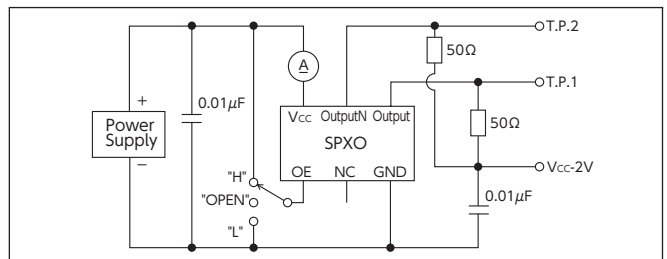 T.P.2
50Ω
A
T.P.1
+
0.01μF
Vcc OutputN Output
50Ω
Power
Supply
SPXO
−
OE NC GND
Vcc-2V
"H"
"OPEN"
0.01μF
"L"